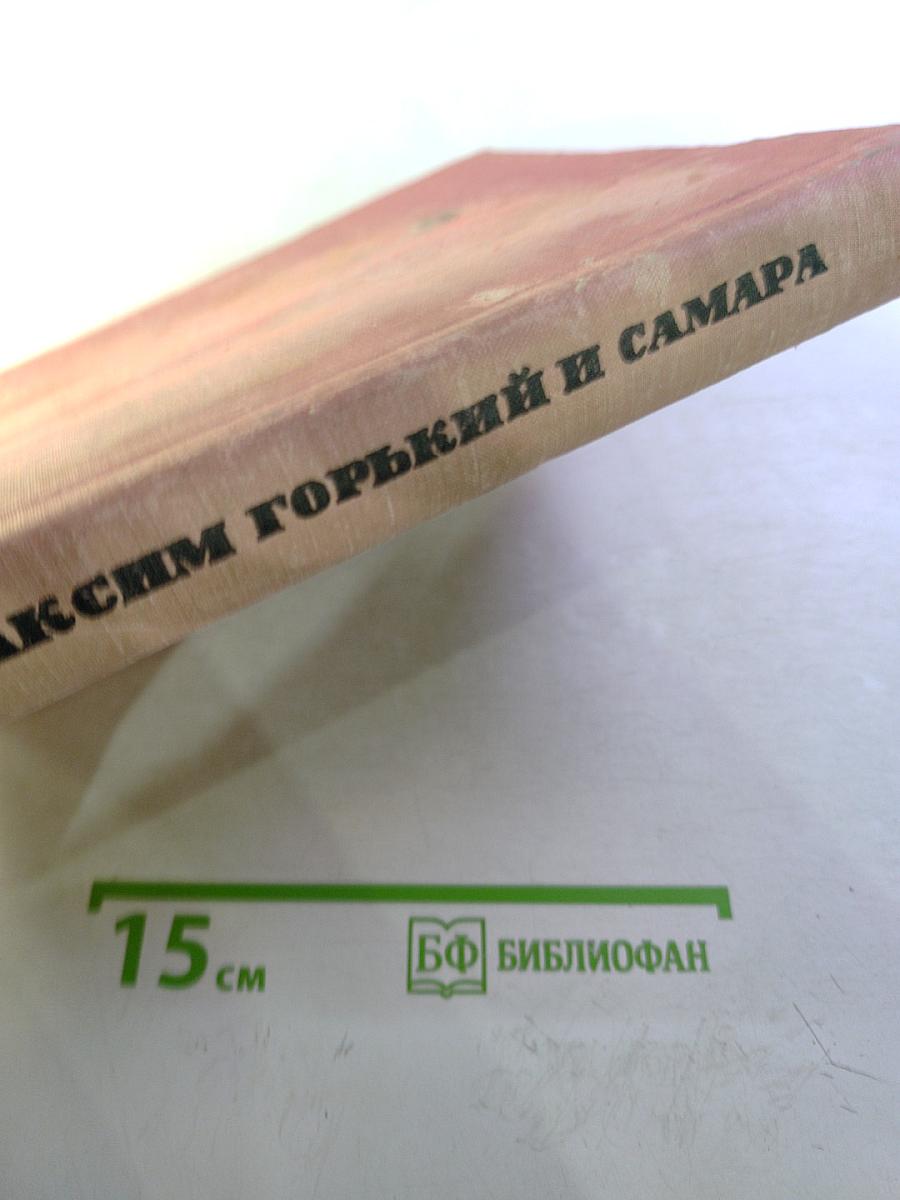 АКСИМ ГОРЬКИЙ И САМАРА
15 см
БФ БИБЛИОФАН